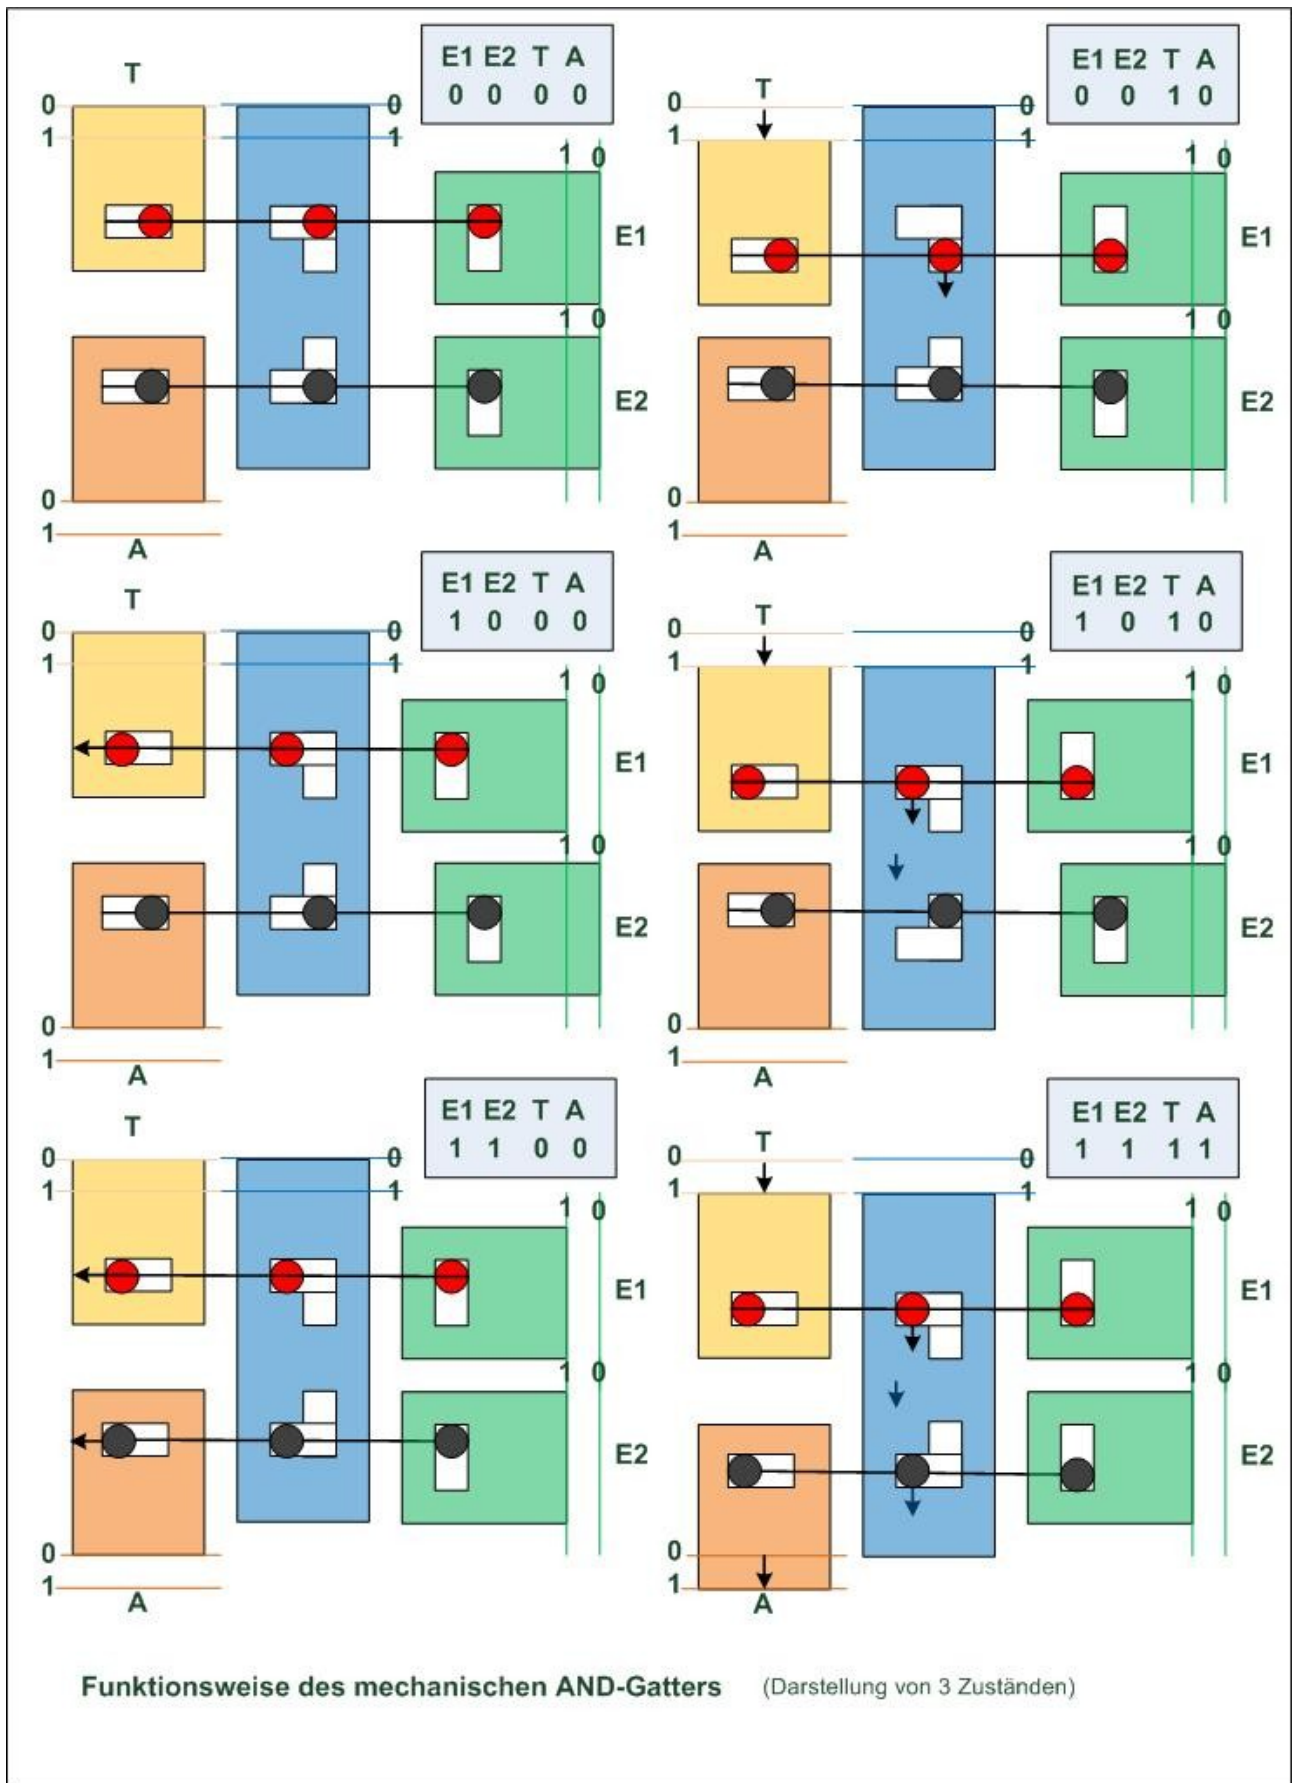 E1 E2 T A
0 0 0 0
T
0 0
1 1
1 0
E1
1 0
E2
0
1
A
E1 E2 T A
0 0 1 0
T
0 0
1 1
1 0
E1
1 0
E2
0
1
A
E1 E2 T A
1 0 0 0
T
0 0
1 1
1 0
E1
1 0
E2
0
1
A
E1 E2 T A
1 0 1 0
T
0 0
1 1
1 0
E1
1 0
E2
0
1
A
E1 E2 T A
1 1 0 0
T
0 0
1 1
1 0
E1
1 0
E2
0
1
A
E1 E2 T A
1 1 1 1
T
0 0
1 1
1 0
E1
1 0
E2
0
1
A
Funktionsweise des mechanischen AND-Gatters (Darstellung von 3 Zuständen)